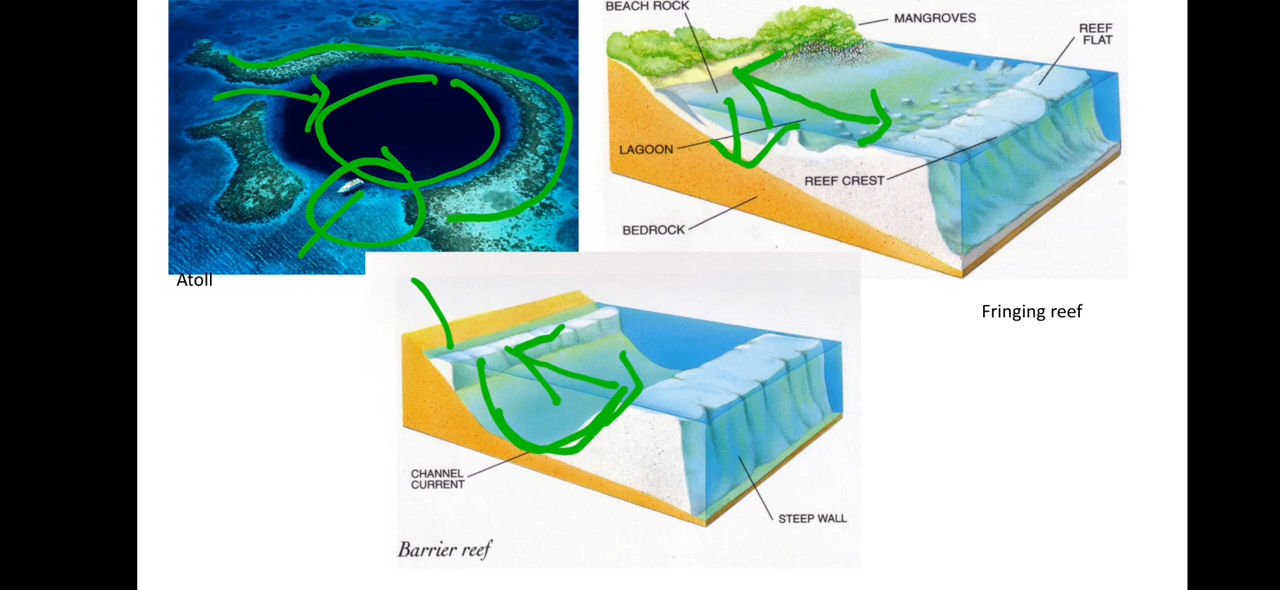 BEACH ROCK
MANGROVES
REEF
FLAT
LAGOON
REEF CREST
BEDROCK
Atoll
Fringing reef
CHANNEL
CURRENT
STEEP WALL
Barrier reef